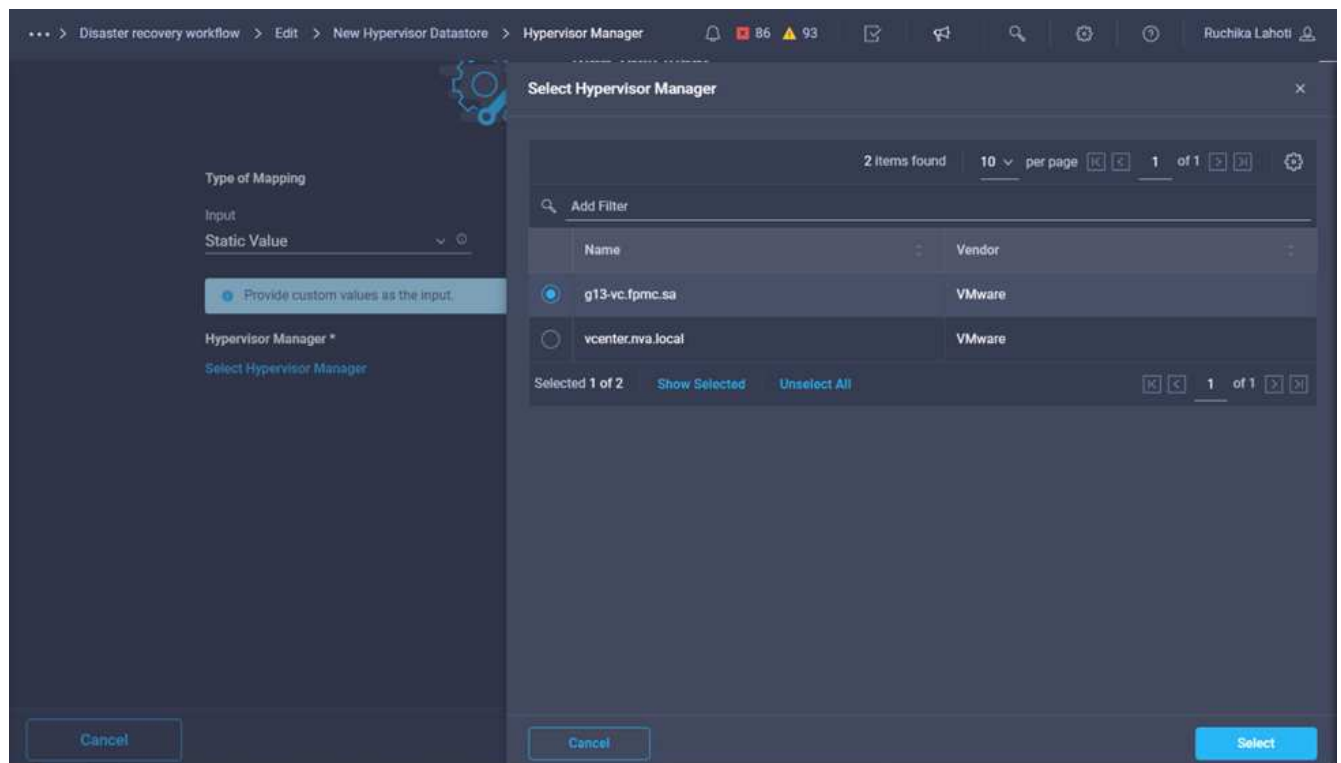 ••• > Disaster recovery workflow > Edit > New Hypervisor Datastore > Hypervisor Manager 86 93 Ruchika Lahoti
Select Hypervisor Manager
2 items found 10 per page 1 of 1
Add Filter
Type of Mapping
Input
Static Value
Provide custom values as the input.
Hypervisor Manager *
Select Hypervisor Manager
Name Vendor
g13-vc.fpmc.sa VMware
vcenter.nva.local VMware
Selected 1 of 2 Show Selected Unselect All 1 of 1
Cancel
Cancel Select